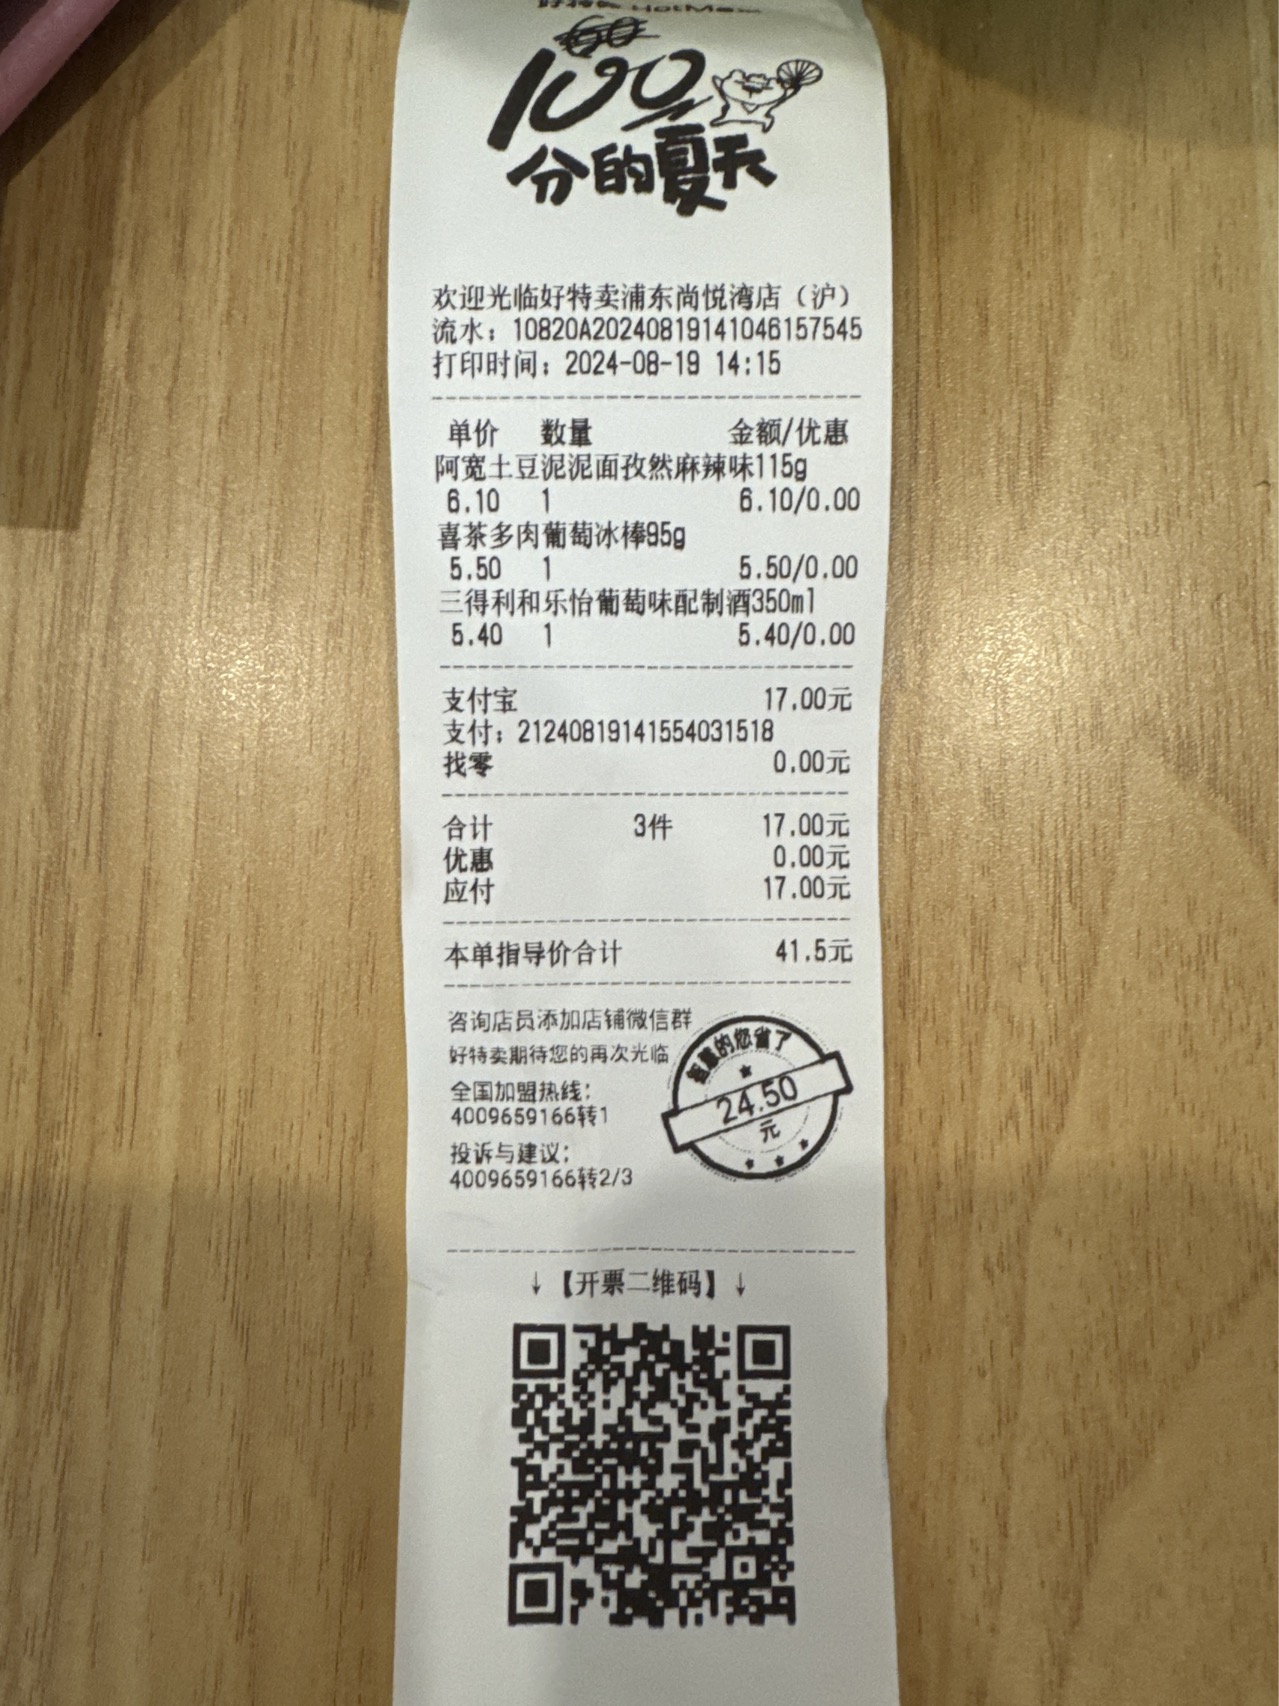 好特卖 HotMaxx
100
分的夏天
欢迎光临好特卖浦东尚悦湾店（沪）
流水：10820A20240819141046157545
打印时间：2024-08-19 14:15
单价 数量 金额/优惠
阿宽土豆泥泥面孜然麻辣味115g
6.10 1 6.10/0.00
喜茶多肉葡萄冰棒95g
5.50 1 5.50/0.00
三得利和乐怡葡萄味配制酒350ml
5.40 1 5.40/0.00
支付宝 17.00元
支付：21240819141554031518
找零 0.00元
合计 3件 17.00元
优惠 0.00元
应付 17.00元
本单指导价合计 41.5元
咨询店员添加店铺微信群
好特卖期待您的再次光临
全国加盟热线：
4009659166转1
投诉与建议：
4009659166转2/3
智慧的您省了
24.50
元
↓【开票二维码】↓